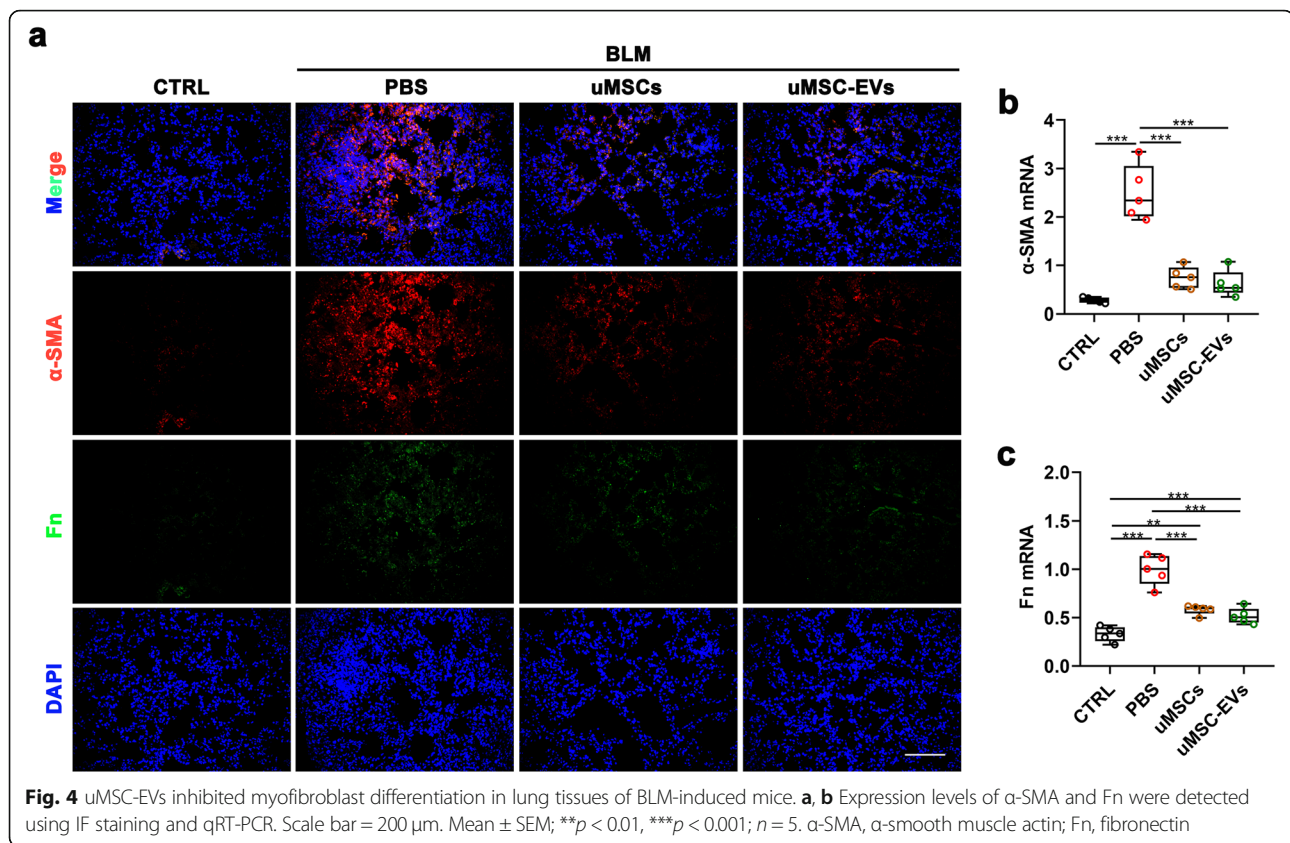 a
BLM
CTRL PBS uMSCs uMSC-EVs
Merge
α-SMA
Fn
DAPI
b
α-SMA mRNA
4
3
2
1
0
*** *** ***
CTRL PBS uMSCs uMSC-EVs
c
Fn mRNA
2.0
1.5
1.0
0.5
0.0
***
***
**
*** ***
CTRL PBS uMSCs uMSC-EVs
Fig. 4 uMSC-EVs inhibited myofibroblast differentiation in lung tissues of BLM-induced mice. a, b Expression levels of α-SMA and Fn were detected
using IF staining and qRT-PCR. Scale bar = 200 μm. Mean ± SEM; **p < 0.01, ***p < 0.001; n = 5. α-SMA, α-smooth muscle actin; Fn, fibronectin